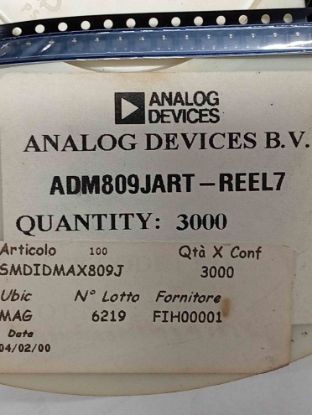 ANALOG
DEVICES
ANALOG DEVICES B.V.
ADM809JART-REEL7
QUANTITY: 3000
Articolo 100 Qtà X Conf
SMDIDMAX809J 3000
Ubic N° Lotto Fornitore
MAG 6219 FIH00001
Data
04/02/00